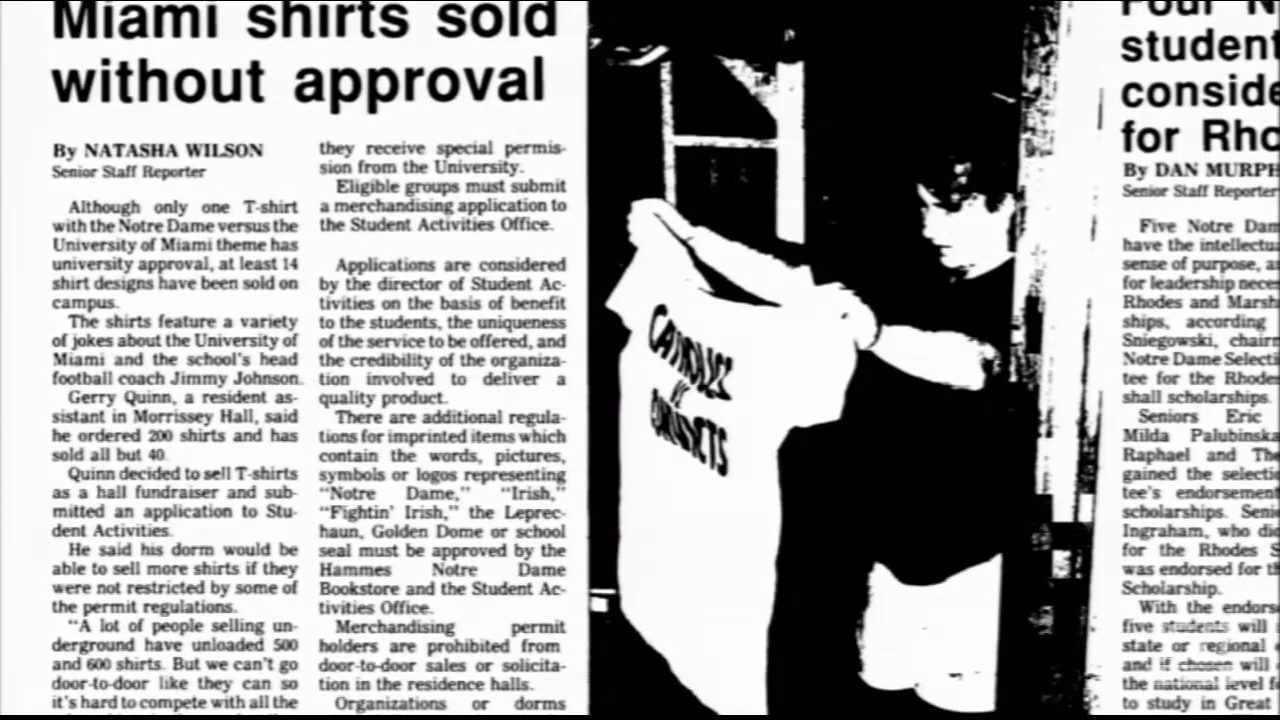 Miami shirts sold
without approval
By NATASHA WILSON
Senior Staff Reporter
Although only one T-shirt
with the Notre Dame versus the
University of Miami theme has
university approval, at least 14
shirt designs have been sold on
campus.
The shirts feature a variety
of jokes about the University of
Miami and the school's head
football coach Jimmy Johnson.
Gerry Quinn, a resident as-
sistant in Morrissey Hall, said
he ordered 200 shirts and has
sold all but 40.
Quinn decided to sell T-shirts
as a hall fundraiser and sub-
mitted an application to Stu-
dent Activities.
He said his dorm would be
able to sell more shirts if they
were not restricted by some of
the permit regulations.
"A lot of people selling un-
derground have unloaded 500
and 600 shirts. But we can't go
door-to-door like they can so
it's hard to compete with all the
they receive special permis-
sion from the University.
Eligible groups must submit
a merchandising application to
the Student Activities Office.
Applications are considered
by the director of Student Ac-
tivities on the basis of benefit
to the students, the uniqueness
of the service to be offered, and
the credibility of the organiza-
tion involved to deliver a
quality product.
There are additional regula-
tions for imprinted items which
contain the words, pictures,
symbols or logos representing
"Notre Dame," "Irish,"
"Fightin' Irish," the Leprec-
haun, Golden Dome or school
seal must be approved by the
Hammes Notre Dame
Bookstore and the Student Ac-
tivities Office.
Merchandising permit
holders are prohibited from
door-to-door sales or solicita-
tion in the residence halls.
Organizations or dorms
CATHOLICS
vs
CONVICTS
Four N
student
conside
for Rho
By DAN MURPH
Senior Staff Reporter
Five Notre Dam
have the intellectua
sense of purpose, a
for leadership neces
Rhodes and Marsh
ships, according
Sniegowski, chairm
Notre Dame Selecti
tee for the Rhodes
shall scholarships.
Seniors Eric
Milda Palubinska
Raphael and The
gained the selectio
tee's endorsement
scholarships. Seni
Ingraham, who die
for the Rhodes S
was endorsed for th
Scholarship.
With the endorse
five students will
state or regional
and if chosen will
the national level f
to study in Great